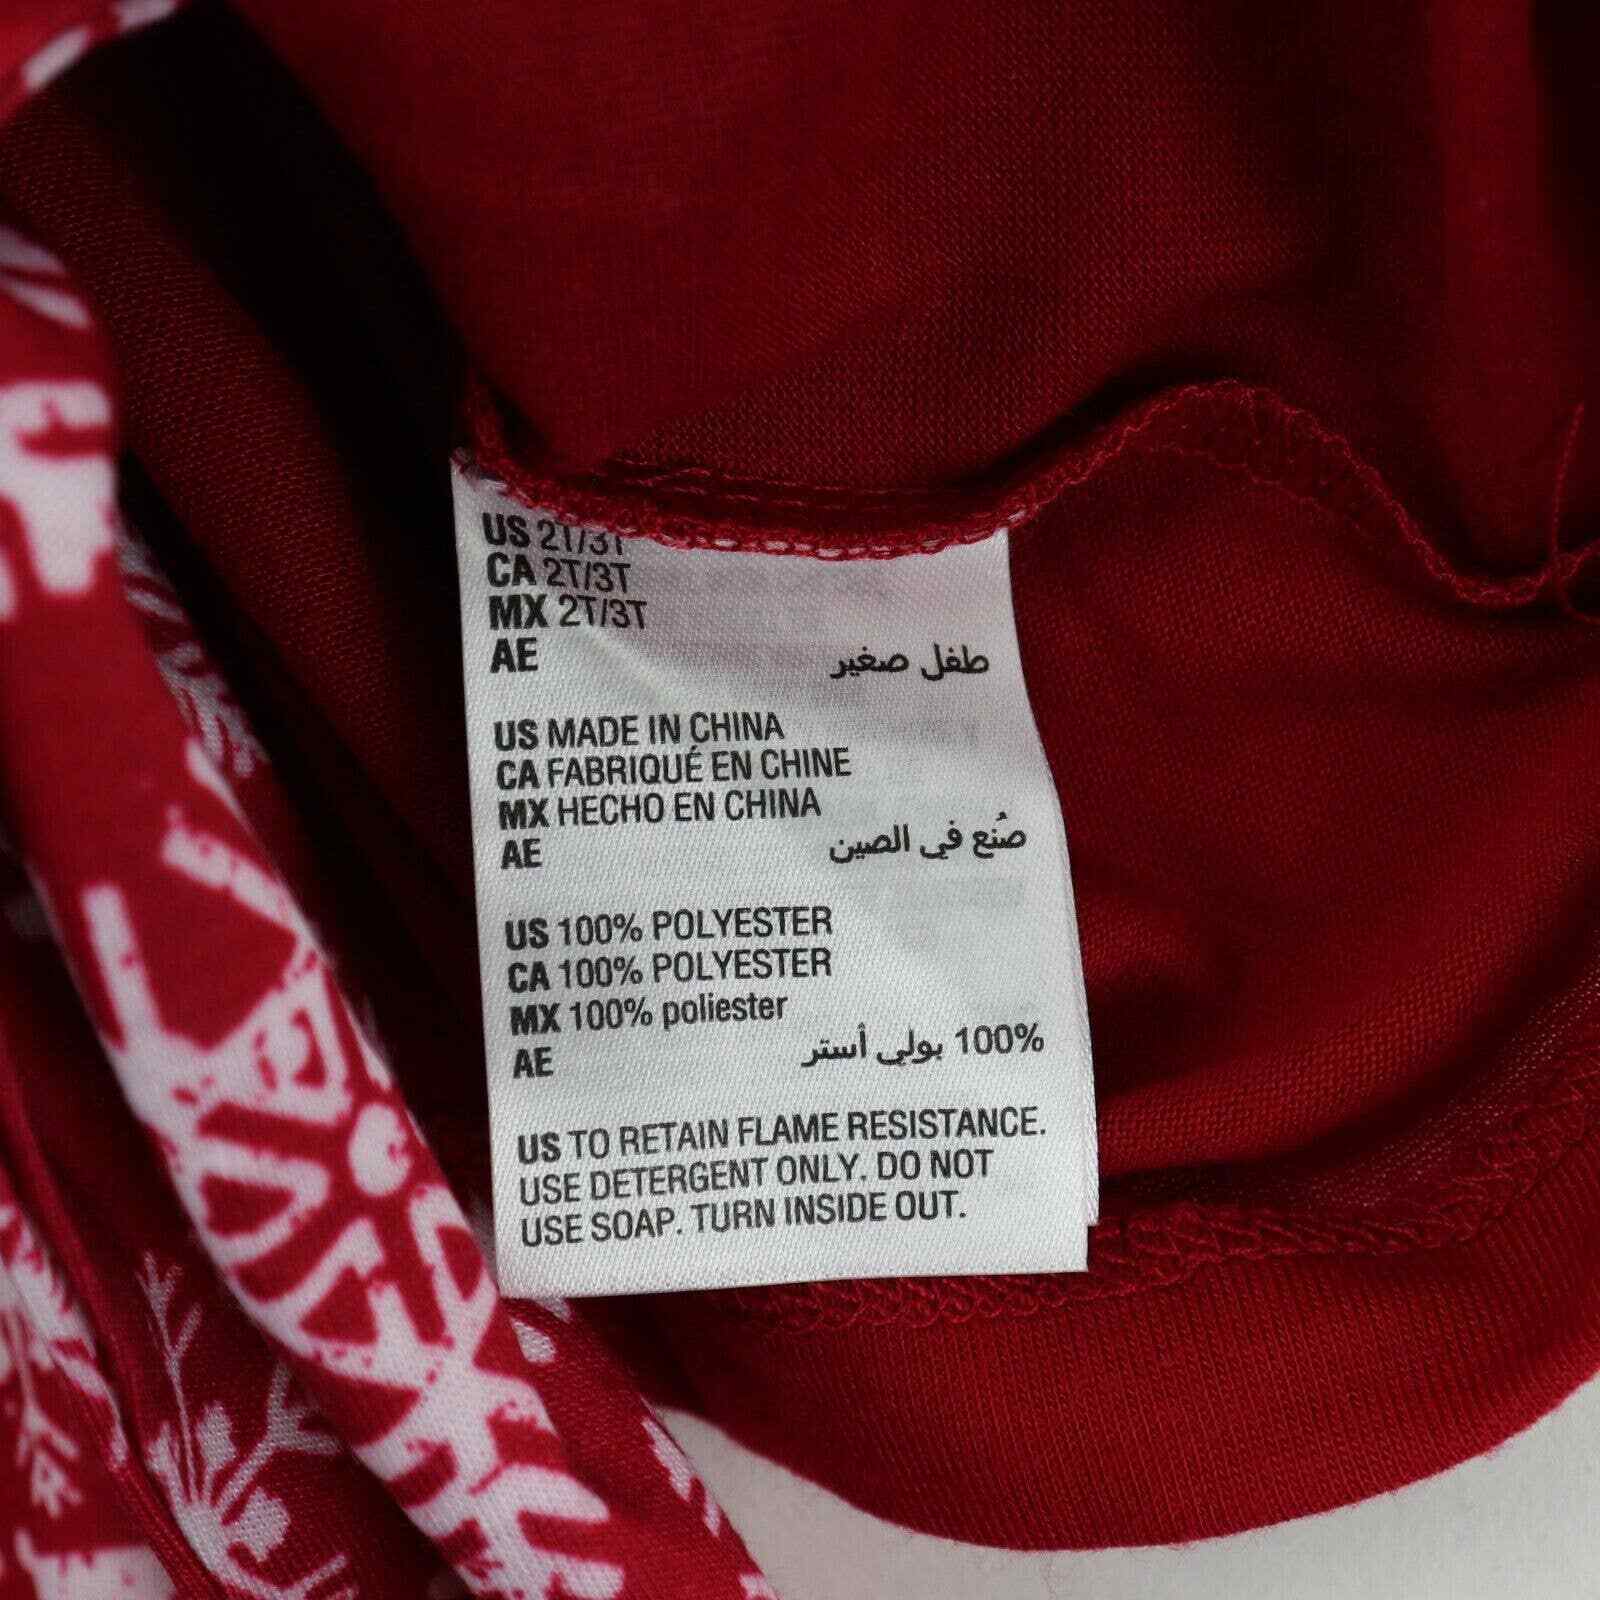 US 2T/3T
CA 2T/3T
MX 2T/3T
AE طفل صغير
US MADE IN CHINA
CA FABRIQUÉ EN CHINE
MX HECHO EN CHINA
AE صُنع في الصين
US 100% POLYESTER
CA 100% POLYESTER
MX 100% poliester
AE 100% بولي أستر
US TO RETAIN FLAME RESISTANCE.
USE DETERGENT ONLY. DO NOT
USE SOAP. TURN INSIDE OUT.